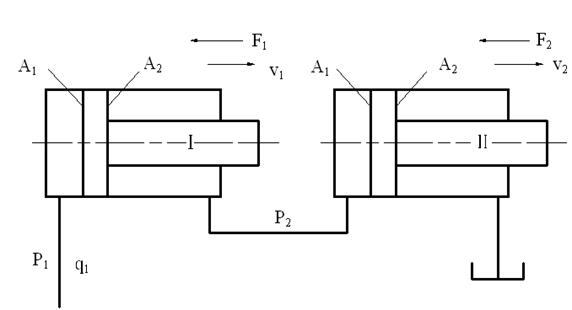 F₁
F₂
A₁
A₂
v₁
A₁
A₂
v₂
I
II
P₂
P₁
q₁